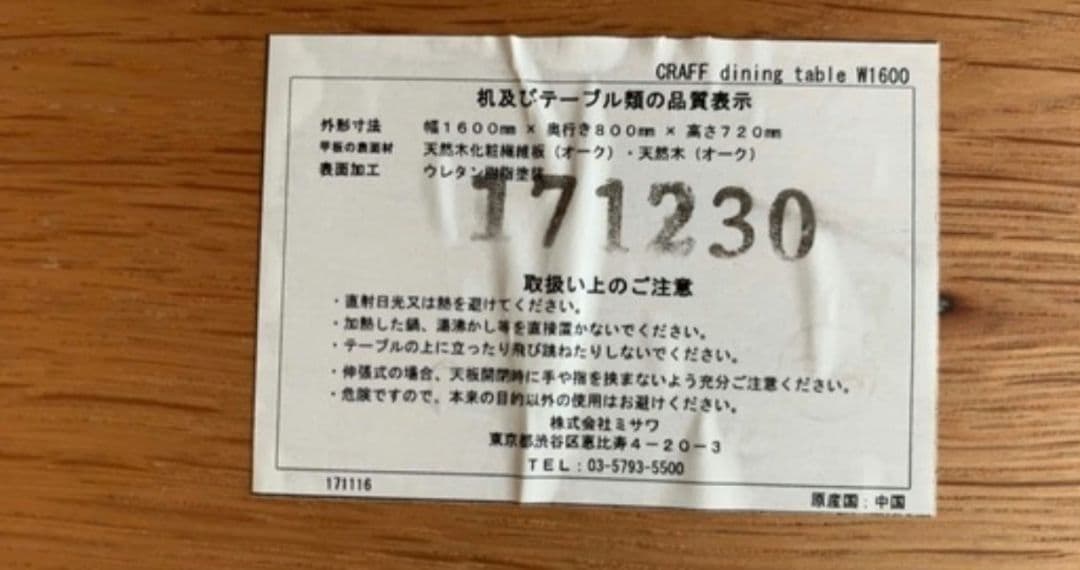 CRAFF dining table W1600
机及びテーブル類の品質表示
外形寸法 幅1600㎜ × 奥行き800㎜ × 高さ720㎜
甲板の表面材 天然木化粧繊維板（オーク）・天然木（オーク）
表面加工 ウレタン樹脂塗装
171230
取扱い上のご注意
・直射日光又は熱を避けてください。
・加熱した鍋、湯沸かし等を直接置かないでください。
・テーブルの上に立ったり飛び跳ねたりしないでください。
・伸張式の場合、天板開閉時に手や指を挟まないよう充分ご注意ください。
・危険ですので、本来の目的以外の使用はお避けください。
株式会社ミサワ
東京都渋谷区恵比寿4－20－3
TEL：03-5793-5500
171116
原産国：中国